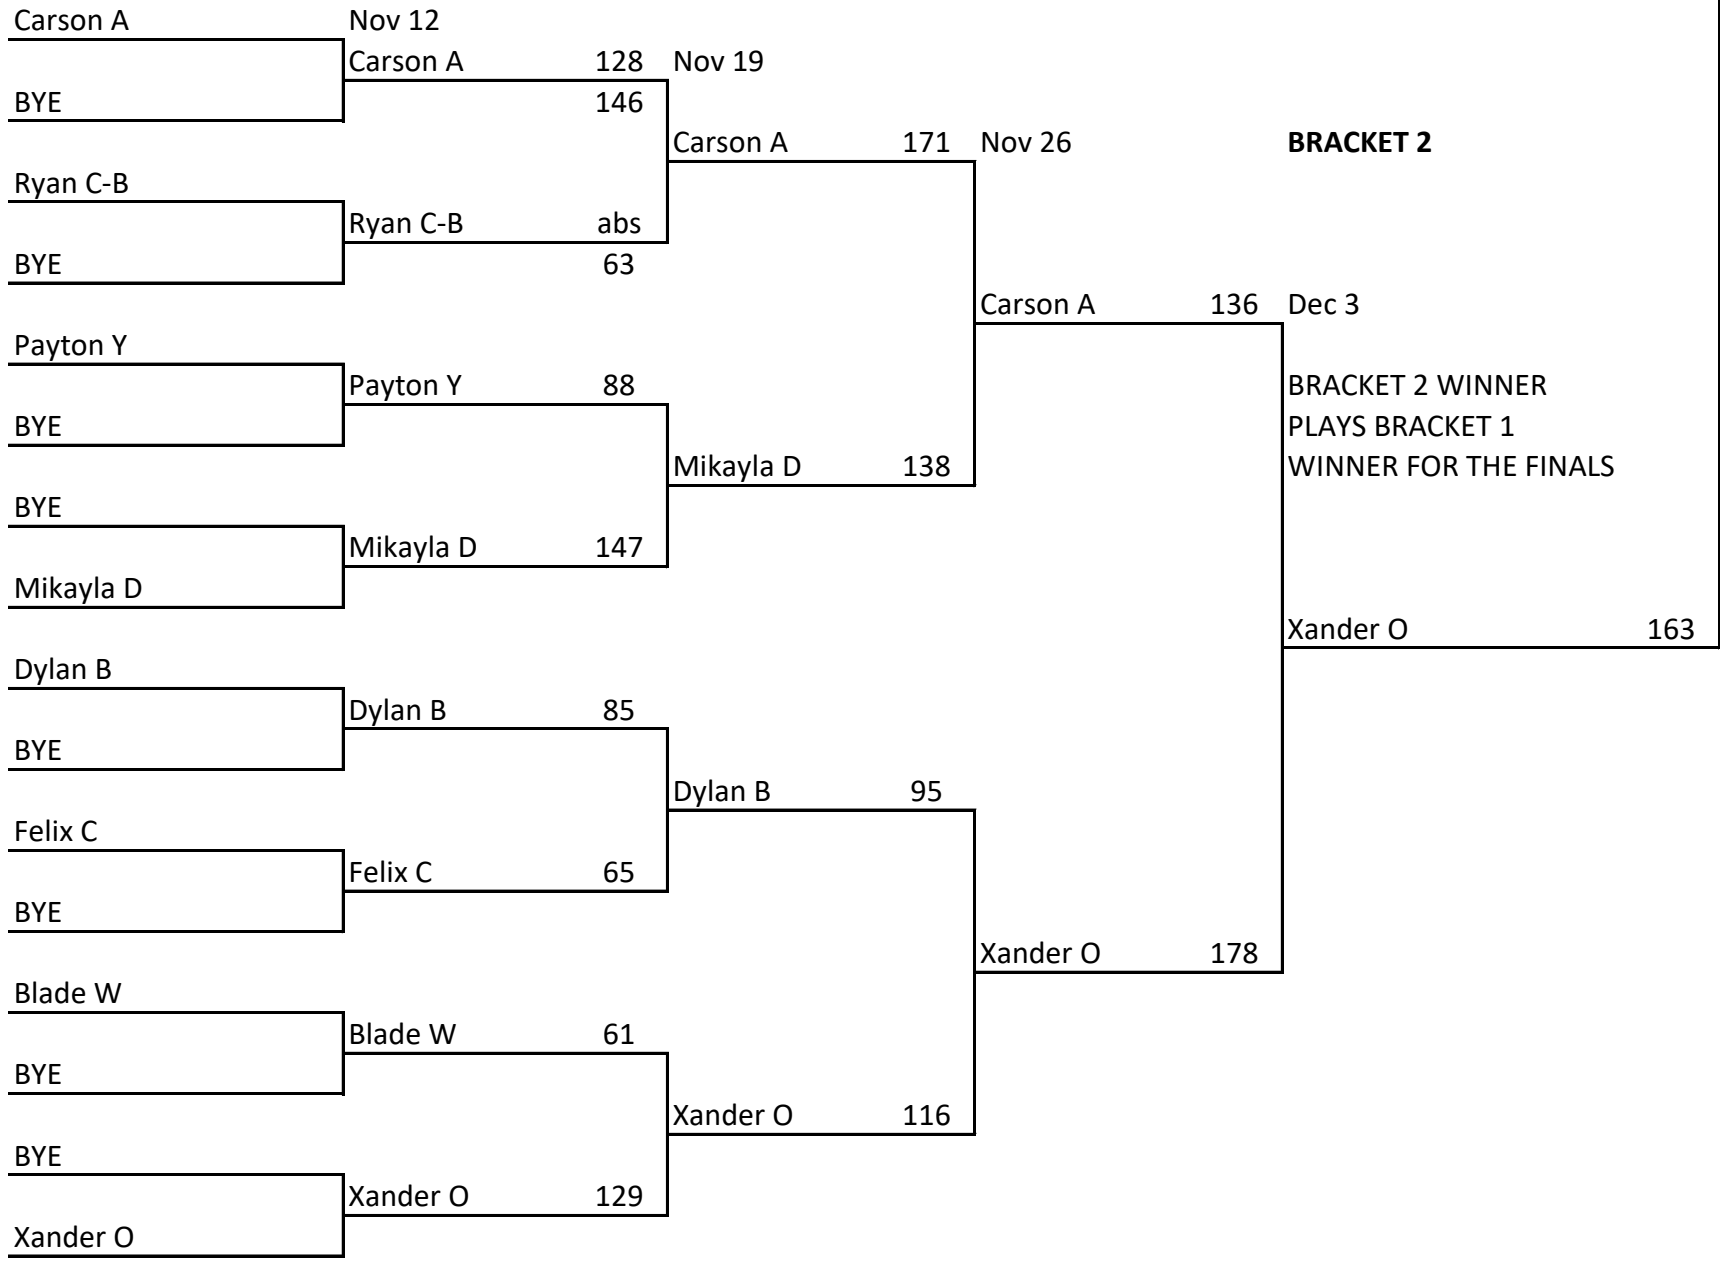 Carson A Nov 12
Carson A 128 Nov 19
BYE 146
Carson A 171 Nov 26 BRACKET 2
Ryan C-B
Ryan C-B abs
BYE 63
Carson A 136 Dec 3
Payton Y
Payton Y 88 BRACKET 2 WINNER
BYE PLAYS BRACKET 1
Mikayla D 138 WINNER FOR THE FINALS
BYE
Mikayla D 147
Mikayla D
Xander O 163
Dylan B
Dylan B 85
BYE
Dylan B 95
Felix C
Felix C 65
BYE
Xander O 178
Blade W
Blade W 61
BYE
Xander O 116
BYE
Xander O 129
Xander O